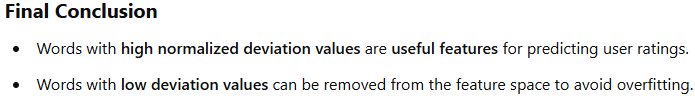 Final Conclusion
• Words with high normalized deviation values are useful features for predicting user ratings.
• Words with low deviation values can be removed from the feature space to avoid overfitting.